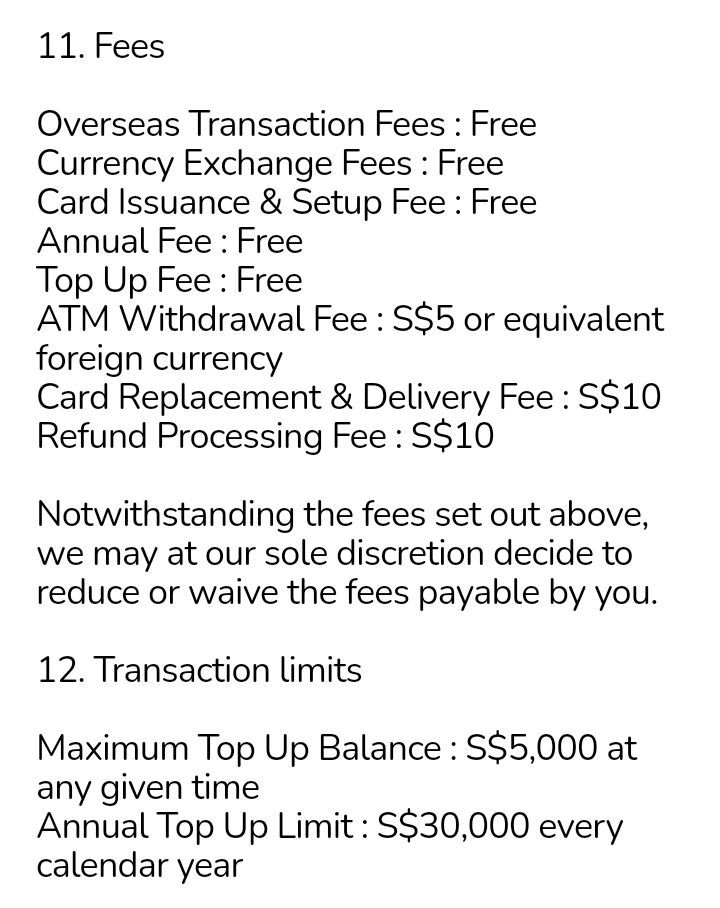 11. Fees
Overseas Transaction Fees : Free
Currency Exchange Fees : Free
Card Issuance & Setup Fee : Free
Annual Fee : Free
Top Up Fee : Free
ATM Withdrawal Fee : S$5 or equivalent
foreign currency
Card Replacement & Delivery Fee : S$10
Refund Processing Fee : S$10
Notwithstanding the fees set out above,
we may at our sole discretion decide to
reduce or waive the fees payable by you.
12. Transaction limits
Maximum Top Up Balance : S$5,000 at
any given time
Annual Top Up Limit : S$30,000 every
calendar year